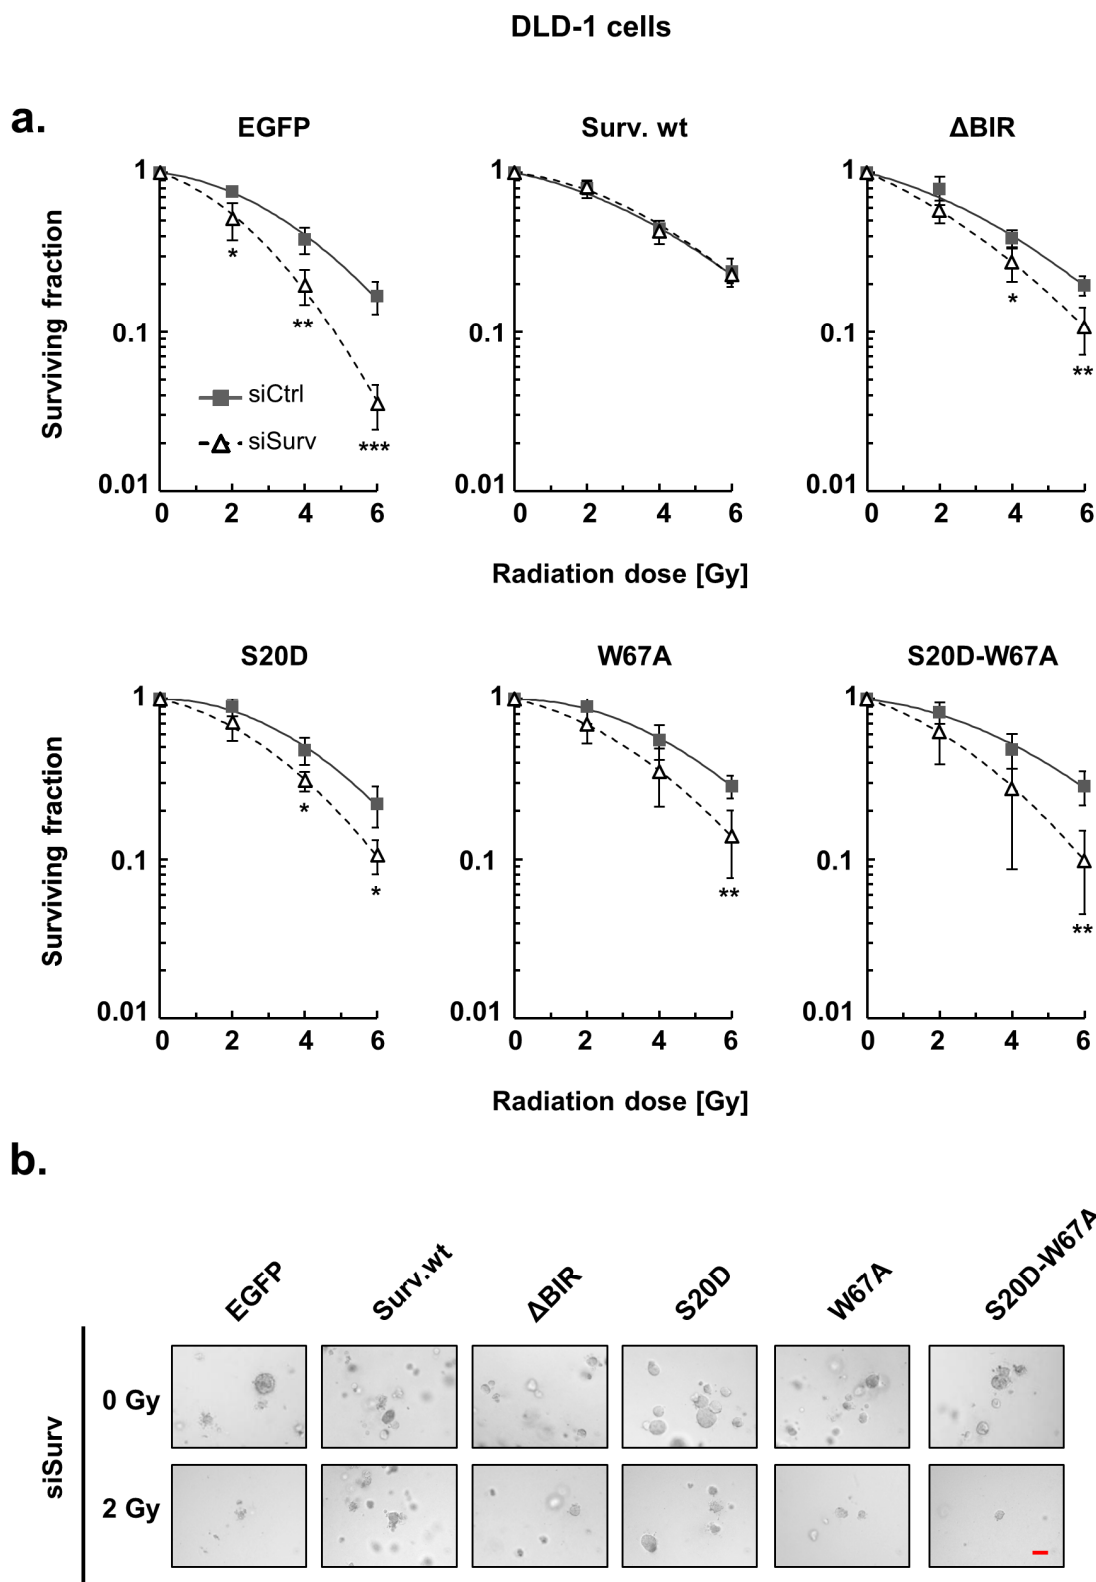 DLD-1 cells
a.
EGFP Surv. wt ΔBIR
Surviving fraction
1 1 1
0.1 0.1 0.1
0.01 0.01 0.01
siCtrl
siSurv
* ** ***
* **
0 2 4 6 0 2 4 6 0 2 4 6
Radiation dose [Gy]
S20D W67A S20D-W67A
Surviving fraction
1 1 1
0.1 0.1 0.1
0.01 0.01 0.01
* *
**
**
0 2 4 6 0 2 4 6 0 2 4 6
Radiation dose [Gy]
b.
EGFP Surv.wt ΔBIR S20D W67A S20D-W67A
siSurv
0 Gy
2 Gy